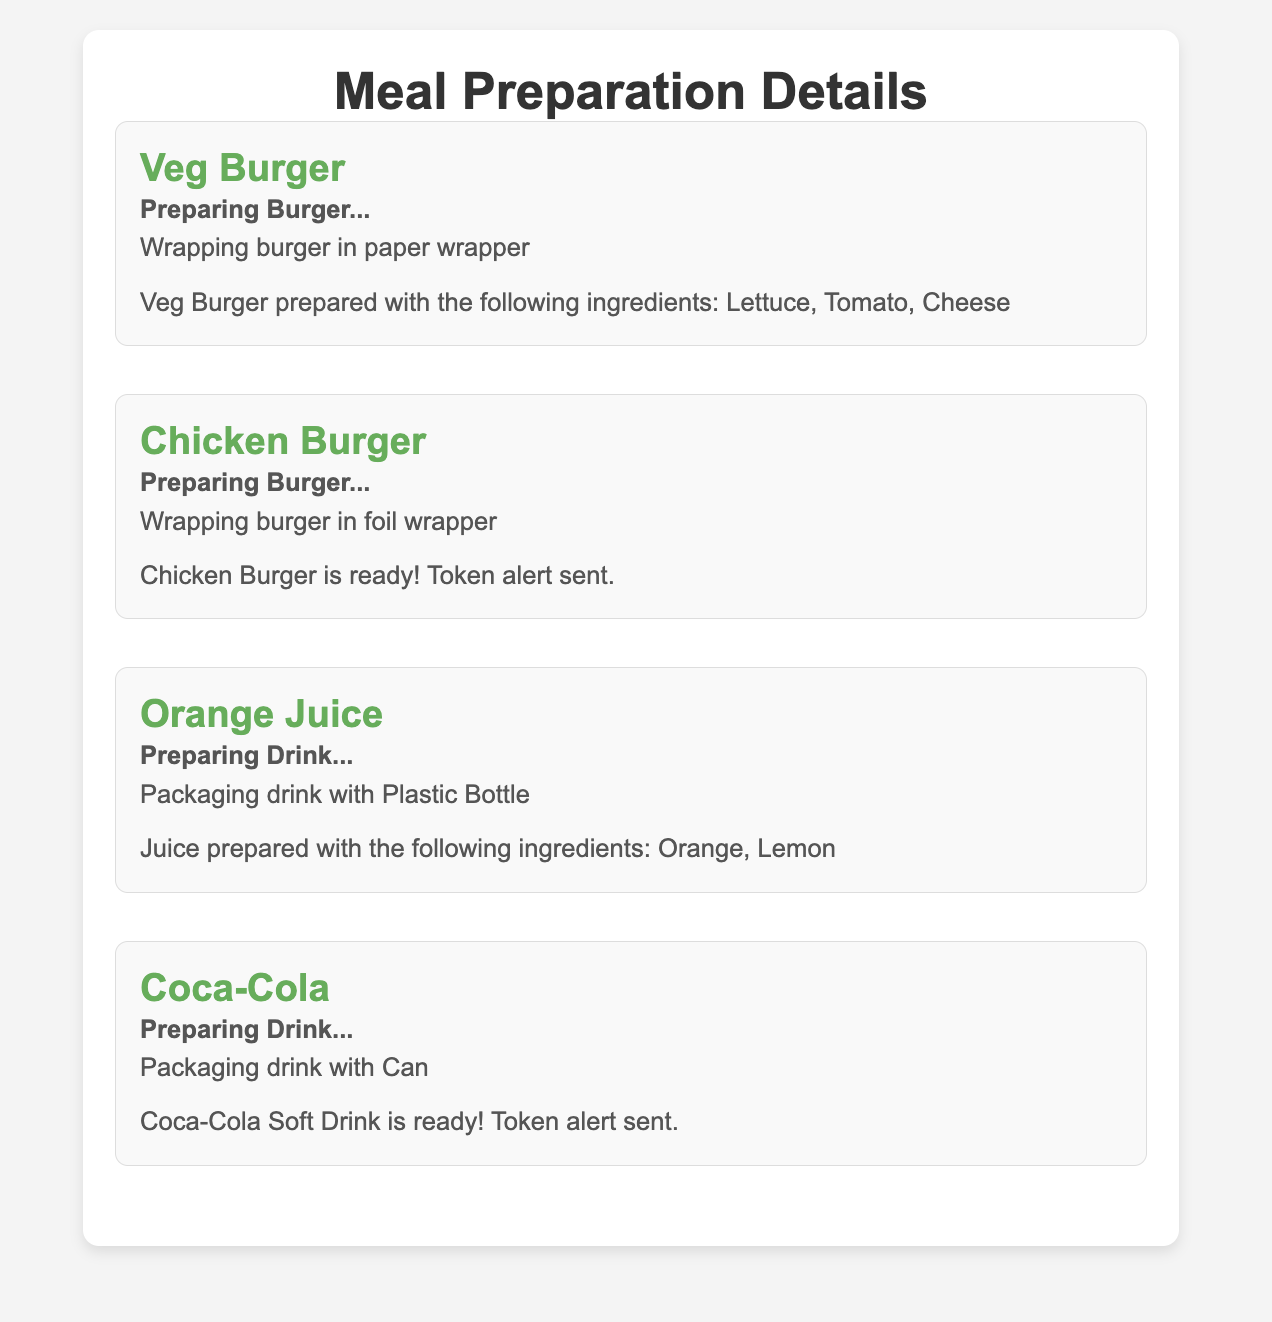 Meal Preparation Details
Veg Burger
Preparing Burger...
Wrapping burger in paper wrapper
Veg Burger prepared with the following ingredients: Lettuce, Tomato, Cheese
Chicken Burger
Preparing Burger...
Wrapping burger in foil wrapper
Chicken Burger is ready! Token alert sent.
Orange Juice
Preparing Drink...
Packaging drink with Plastic Bottle
Juice prepared with the following ingredients: Orange, Lemon
Coca-Cola
Preparing Drink...
Packaging drink with Can
Coca-Cola Soft Drink is ready! Token alert sent.